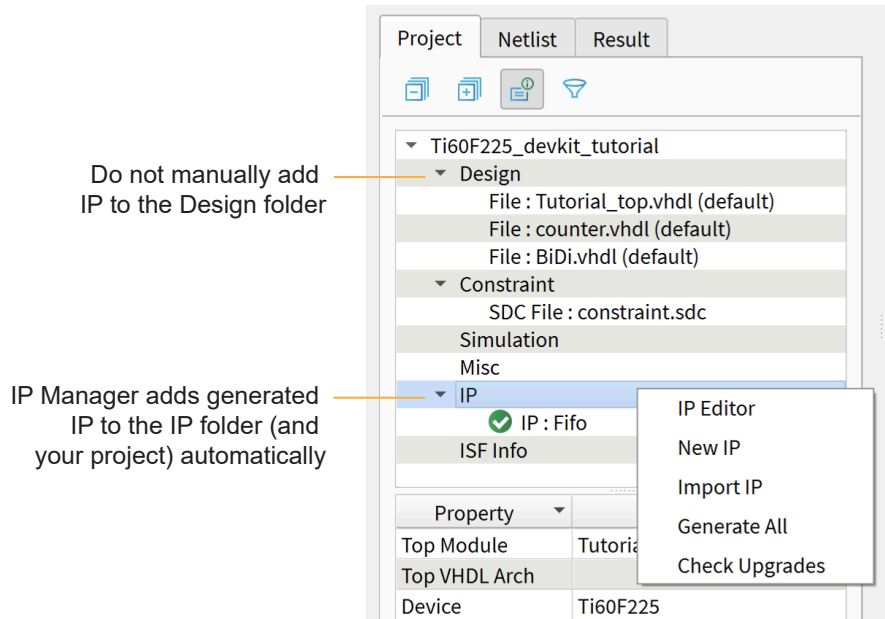 Project
Netlist
Result
Ti60F225_devkit_tutorial
Do not manually add
IP to the Design folder
Design
File : Tutorial_top.vhdl (default)
File : counter.vhdl (default)
File : BiDi.vhdl (default)
Constraint
SDC File : constraint.sdc
Simulation
Misc
IP Manager adds generated
IP to the IP folder (and
your project) automatically
IP
IP : Fifo
ISF Info
IP Editor
New IP
Import IP
Generate All
Check Upgrades
Property
Top Module
Tutoria
Top VHDL Arch
Device
Ti60F225